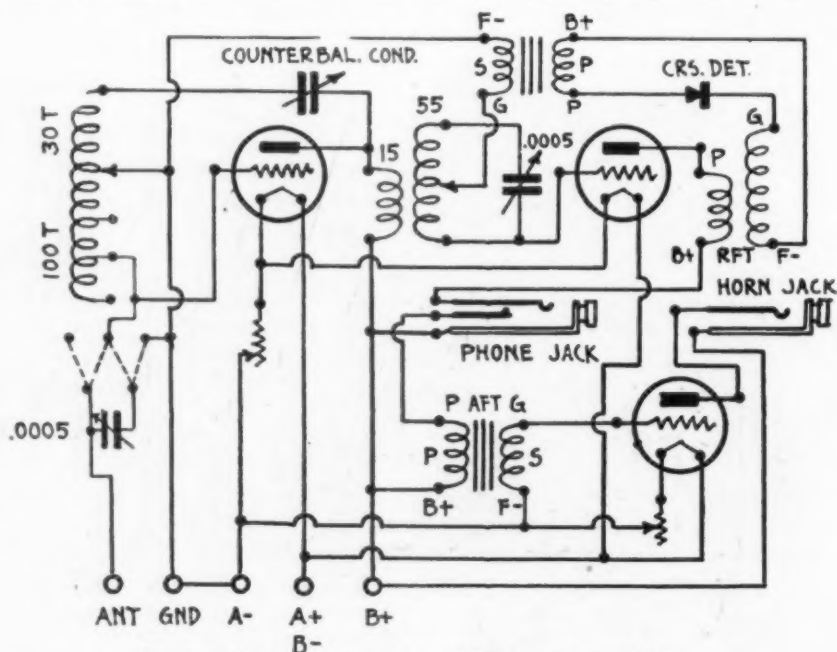 F-
B+
COUNTERBAL. COND.
S
P
CRS. DET.
30T
55
G
P
G
15
.0005
P
100T
B+
RFT
F-
HORN JACK
PHONE JACK
.0005
P AFT G
P
S
B+
F-
ANT
GND
A-
A+
B+
B-